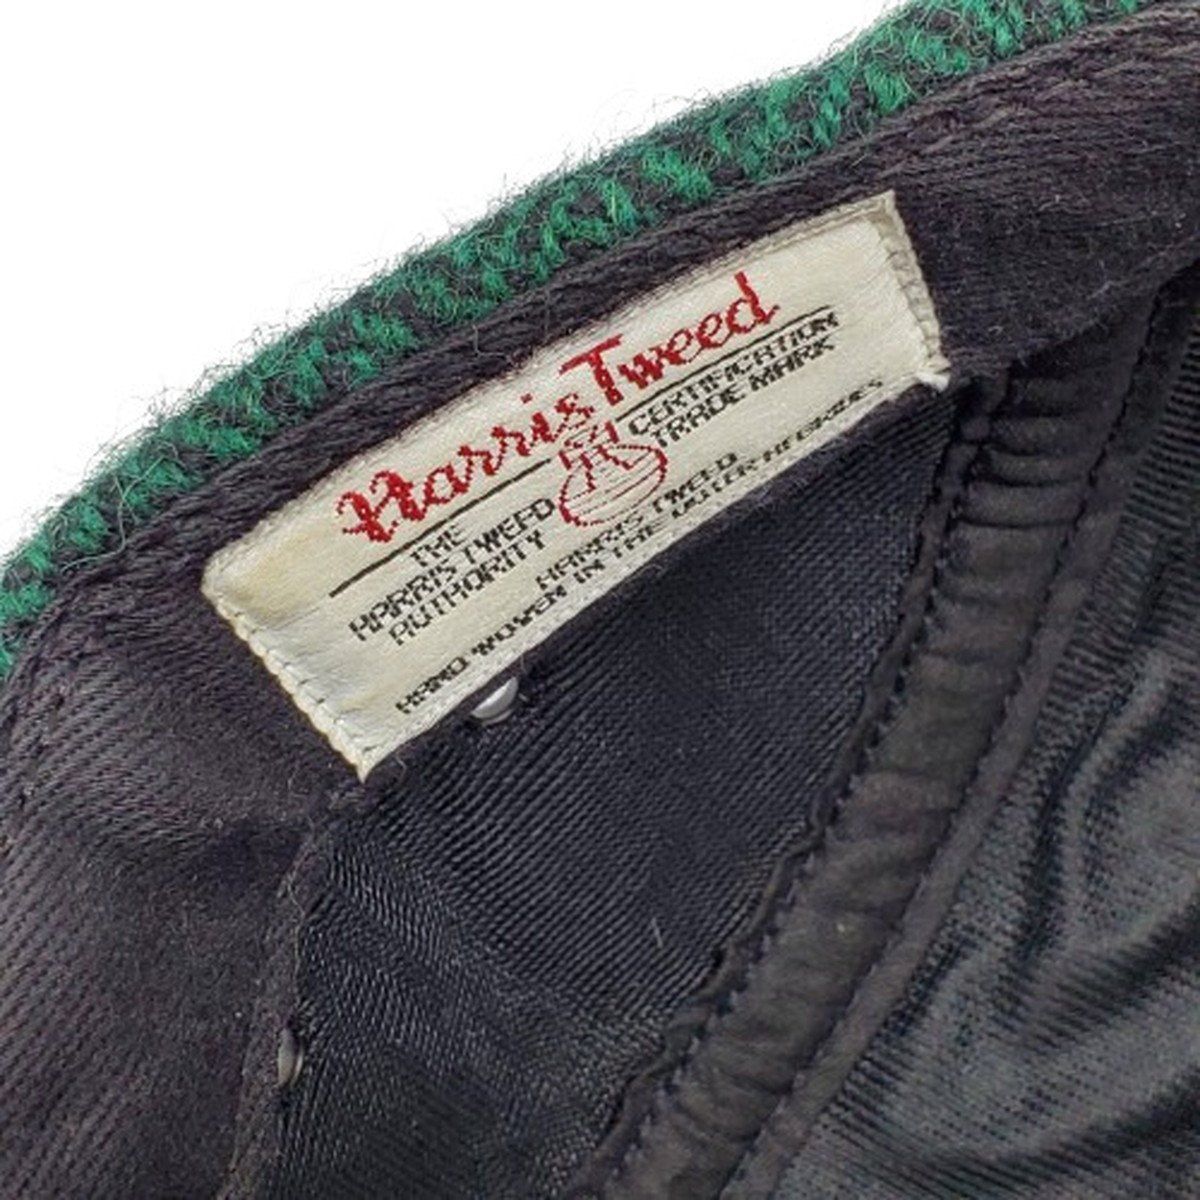 Harris Tweed
THE
HARRIS TWEED
AUTHORITY
CERTIFICATION
TRADE MARK
HARRIS TWEED
HAND WOVEN IN THE OUTER HEBRIDES